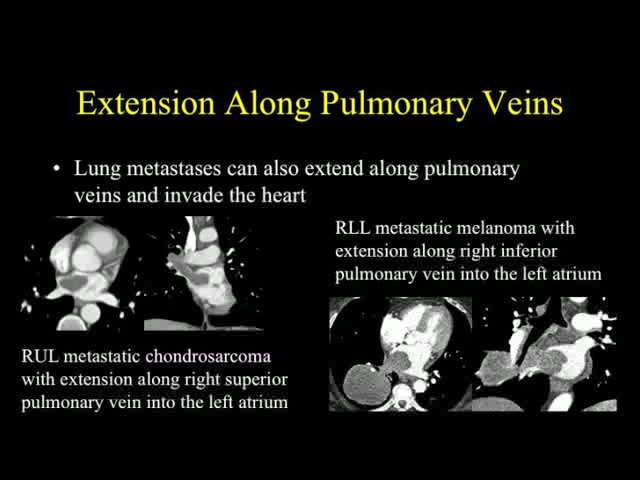 Extension Along Pulmonary Veins
• Lung metastases can also extend along pulmonary
veins and invade the heart
RLL metastatic melanoma with
extension along right inferior
pulmonary vein into the left atrium
RUL metastatic chondrosarcoma
with extension along right superior
pulmonary vein into the left atrium